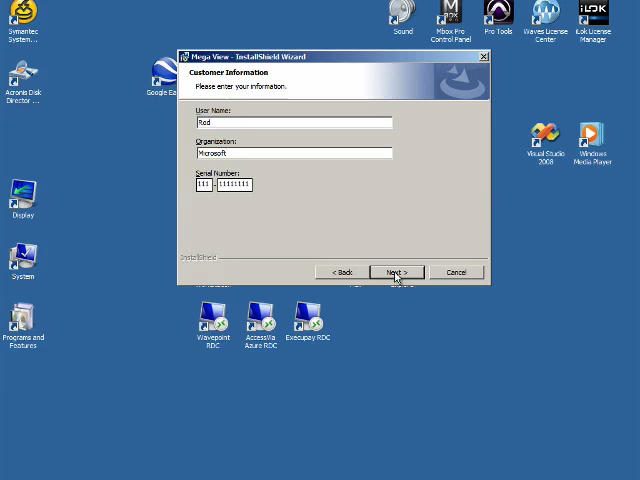 Symantec
System...
Sound
Mbox Pro
Control Panel
Pro Tools
Waves License
Center
iLok License
Manager
Mega View - InstallShield Wizard
Customer Information
Please enter your information.
Acronis Disk
Director ...
Google Ea
User Name:
Rod
Organization:
Microsoft
Serial Number:
111 - 11111111
Visual Studio
2008
Windows
Media Player
Display
InstallShield
< Back
Next >
Cancel
System
Programs and
Features
Wavepoint
RDC
AccessVia
Azure RDC
Execupay RDC